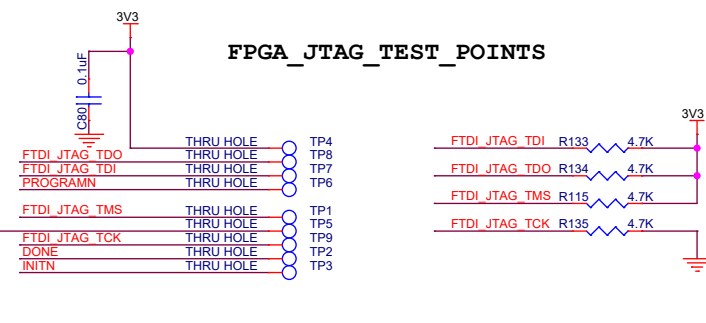 3V3
FPGA_JTAG_TEST_POINTS
0.1uF
C80
3V3
THRU HOLE TP4
FTDI_JTAG_TDO THRU HOLE TP8
FTDI_JTAG_TDI THRU HOLE TP7
PROGRAMN THRU HOLE TP6
FTDI_JTAG_TMS THRU HOLE TP1
THRU HOLE TP5
FTDI_JTAG_TCK THRU HOLE TP9
DONE THRU HOLE TP2
INITN THRU HOLE TP3
FTDI_JTAG_TDI R133 4.7K
FTDI_JTAG_TDO R134 4.7K
FTDI_JTAG_TMS R115 4.7K
FTDI_JTAG_TCK R135 4.7K